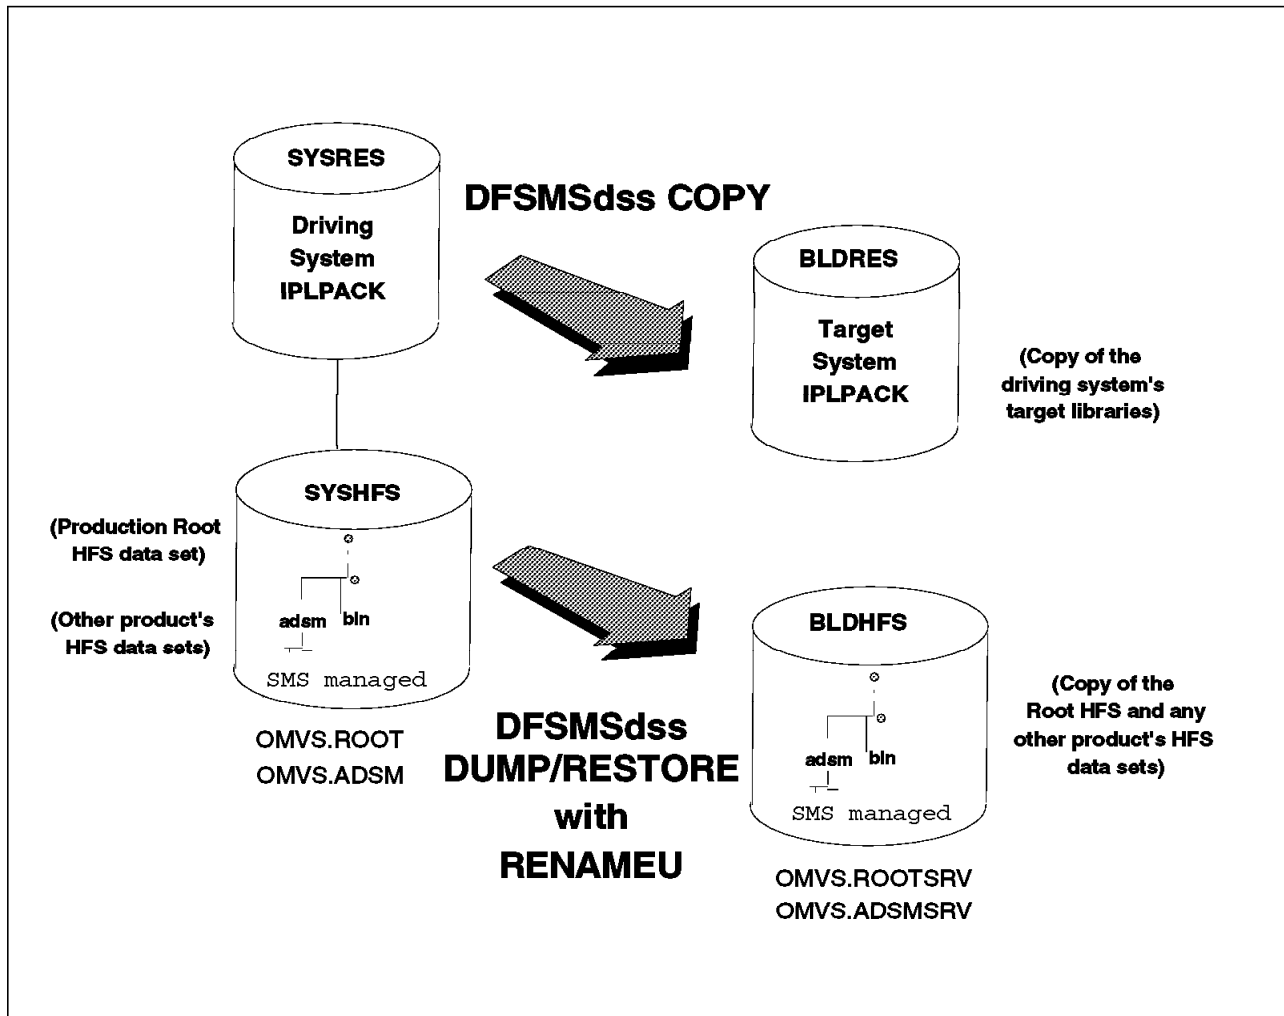 SYSRES
Driving
System
IPLPACK
DFSMSdss COPY
BLDRES
Target
System
IPLPACK
(Copy of the
driving system's
target libraries)
SYSHFS
(Production Root
HFS data set)
(Other product's
HFS data sets)
adsm bin
SMS managed
OMVS.ROOT
OMVS.ADSM
DFSMSdss
DUMP/RESTORE
with
RENAMEU
BLDHFS
adsm bin
SMS managed
(Copy of the
Root HFS and any
other product's HFS
data sets)
OMVS.ROOTSRV
OMVS.ADSMSRV